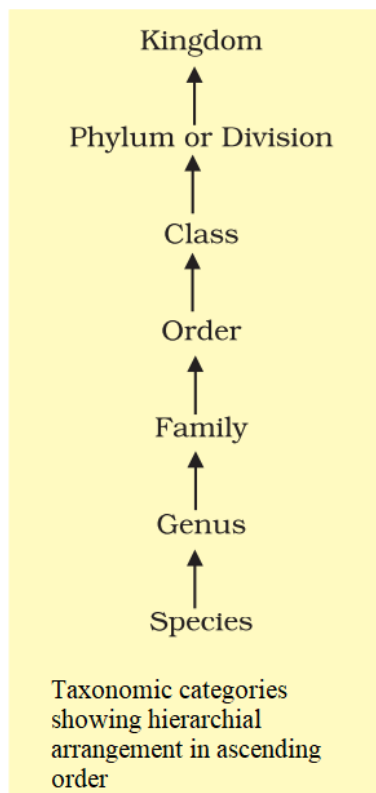 Kingdom
Phylum or Division
Class
Order
Family
Genus
Species
Taxonomic categories
showing hierarchial
arrangement in ascending
order